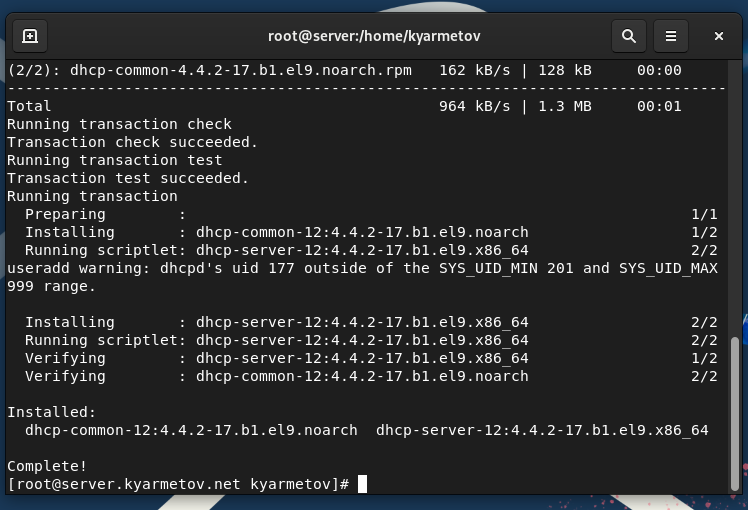 root@server:/home/kyarmetov
(2/2): dhcp-common-4.4.2-17.b1.el9.noarch.rpm   162 kB/s | 128 kB     00:00
--------------------------------------------------------------------------------
Total                                           964 kB/s | 1.3 MB     00:01
Running transaction check
Transaction check succeeded.
Running transaction test
Transaction test succeeded.
Running transaction
  Preparing        :                                                        1/1
  Installing       : dhcp-common-12:4.4.2-17.b1.el9.noarch                  1/2
  Running scriptlet: dhcp-server-12:4.4.2-17.b1.el9.x86_64                  2/2
useradd warning: dhcpd's uid 177 outside of the SYS_UID_MIN 201 and SYS_UID_MAX
999 range.

  Installing       : dhcp-server-12:4.4.2-17.b1.el9.x86_64                  2/2
  Running scriptlet: dhcp-server-12:4.4.2-17.b1.el9.x86_64                  2/2
  Verifying        : dhcp-server-12:4.4.2-17.b1.el9.x86_64                  1/2
  Verifying        : dhcp-common-12:4.4.2-17.b1.el9.noarch                  2/2

Installed:
  dhcp-common-12:4.4.2-17.b1.el9.noarch  dhcp-server-12:4.4.2-17.b1.el9.x86_64

Complete!
[root@server.kyarmetov.net kyarmetov]#